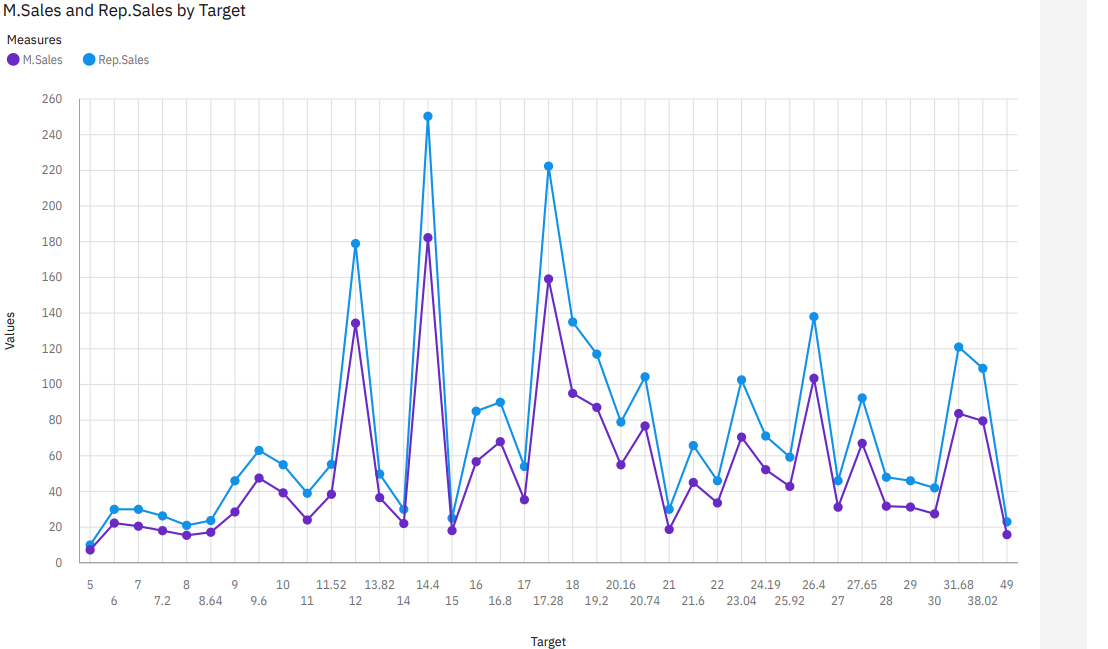 M.Sales and Rep.Sales by Target
Measures
M.Sales Rep.Sales
260
240
220
200
180
160
140
120
100
80
60
40
20
0
Values
5 7 8 9 10 11.52 13.82 14.4 16 17 18 20.16 21 22 24.19 26.4 27.65 29 31.68 49
6 7.2 8.64 9.6 11 12 14 15 16.8 17.28 19.2 20.74 21.6 23.04 25.92 27 28 30 38.02
Target